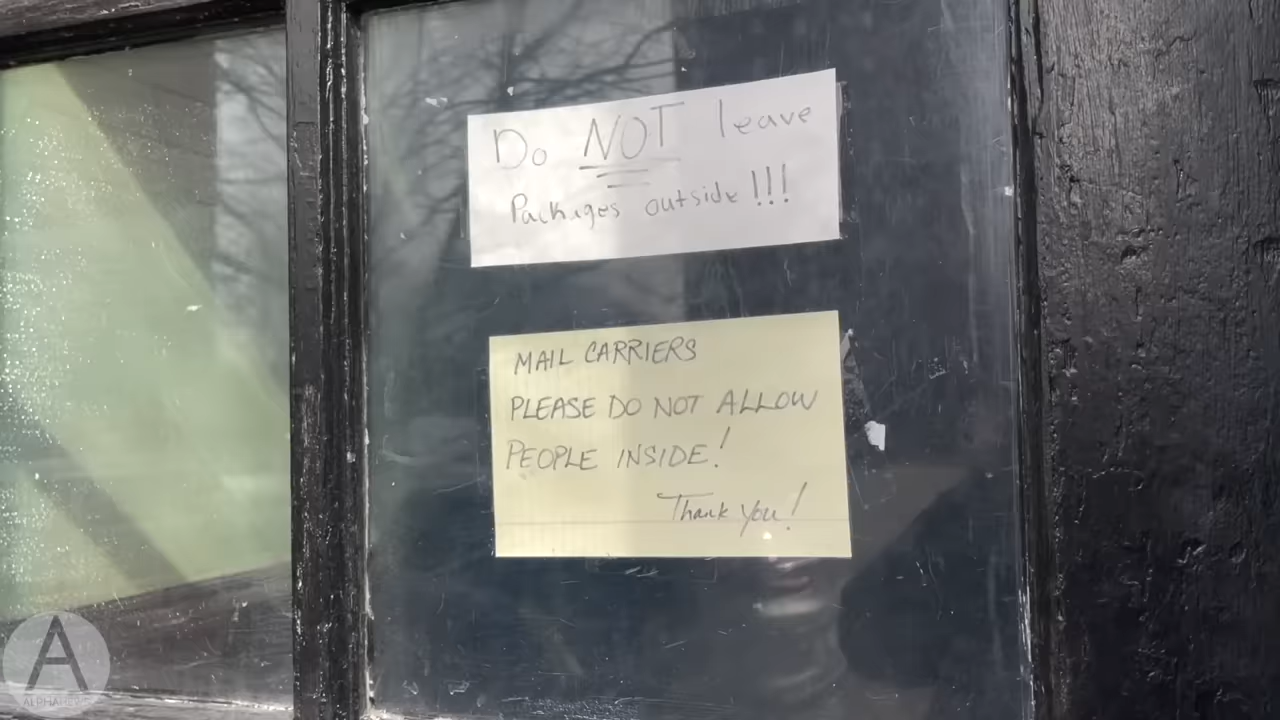 Do NOT leave
Packages outside!!!
MAIL CARRIERS
PLEASE DO NOT ALLOW
PEOPLE INSIDE!
Thank you!
A